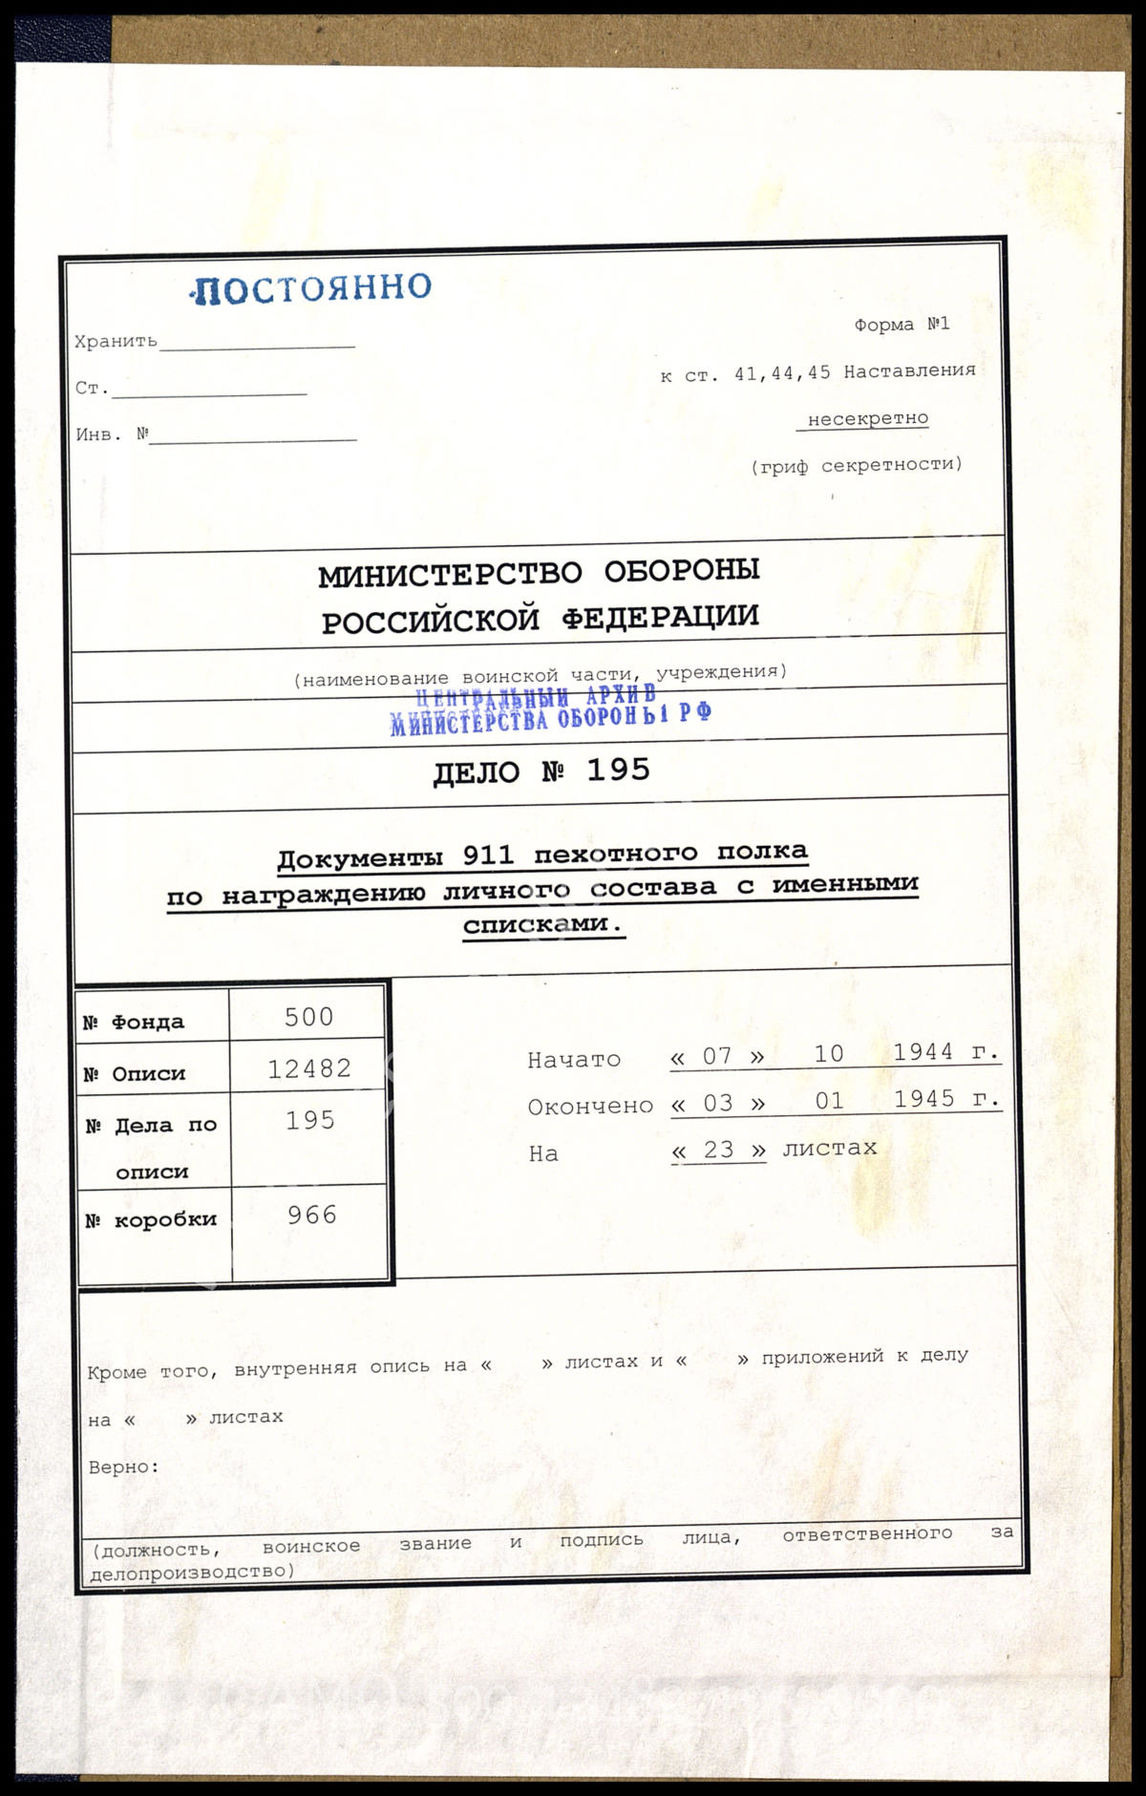 ПОСТОЯННО
Хранить
Форма №1
Ст.
к ст. 41,44,45 Наставления
Инв. №
несекретно
(гриф секретности)
МИНИСТЕРСТВО ОБОРОНЫ
РОССИЙСКОЙ ФЕДЕРАЦИИ
(наименование воинской части, учреждения)
ЦЕНТРАЛЬНЫЙ АРХИВ
МИНИСТЕРСТВА ОБОРОНЫ РФ
ДЕЛО № 195
Документы 911 пехотного полка
по награждению личного состава с именными
списками.
№ Фонда 500
№ Описи 12482
№ Дела по 195
описи
№ коробки 966
Начато « 07 » 10 1944 г.
Окончено « 03 » 01 1945 г.
На « 23 » листах
Кроме того, внутренняя опись на « » листах и « » приложений к делу
на « » листах
Верно:
(должность, воинское звание и подпись лица, ответственного за
делопроизводство)